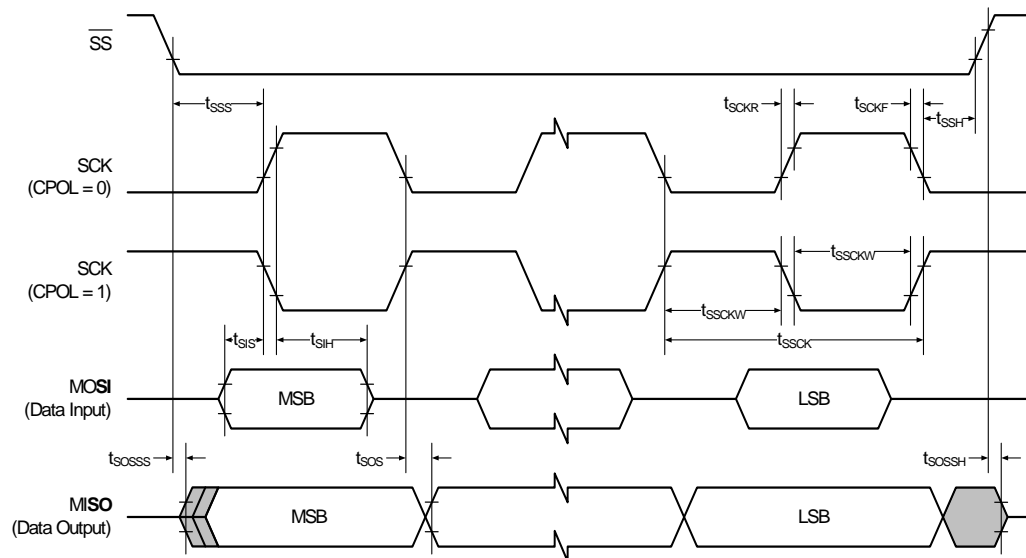 SS
tSSS
tSCKR
tSCKF
tSSH
SCK
(CPOL = 0)
SCK
(CPOL = 1)
tSSCKW
tSSCKW
tSSCK
tSIS
tSIH
MOSI
(Data Input)
MSB
LSB
tSOSSS
tSOS
tSOSSH
MISO
(Data Output)
MSB
LSB